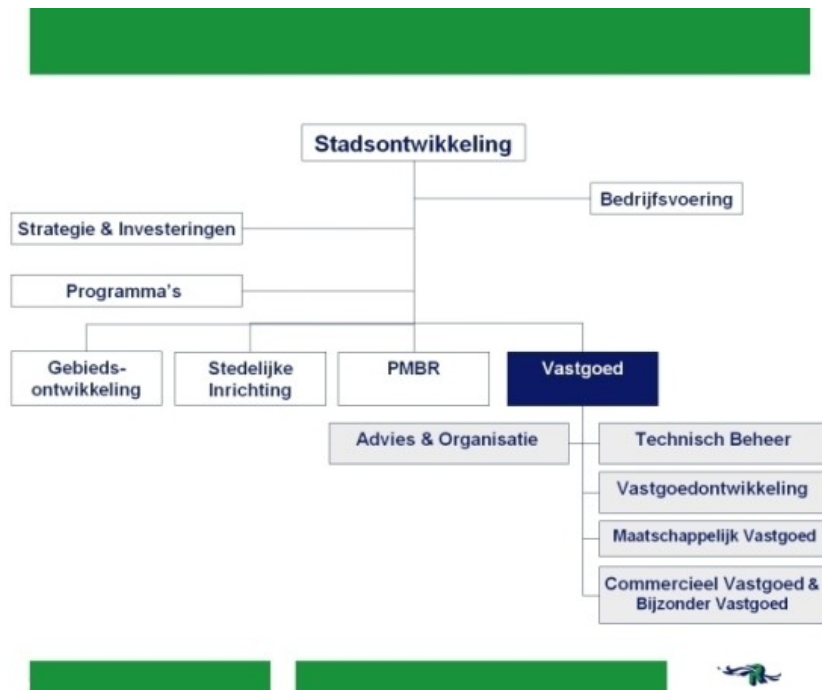 Stadsontwikkeling
Bedrijfsvoering
Strategie & Investeringen
Programma's
Gebieds-
ontwikkeling
Stedelijke
Inrichting
PMBR
Vastgoed
Advies & Organisatie
Technisch Beheer
Vastgoedontwikkeling
Maatschappelijk Vastgoed
Commercieel Vastgoed &
Bijzonder Vastgoed